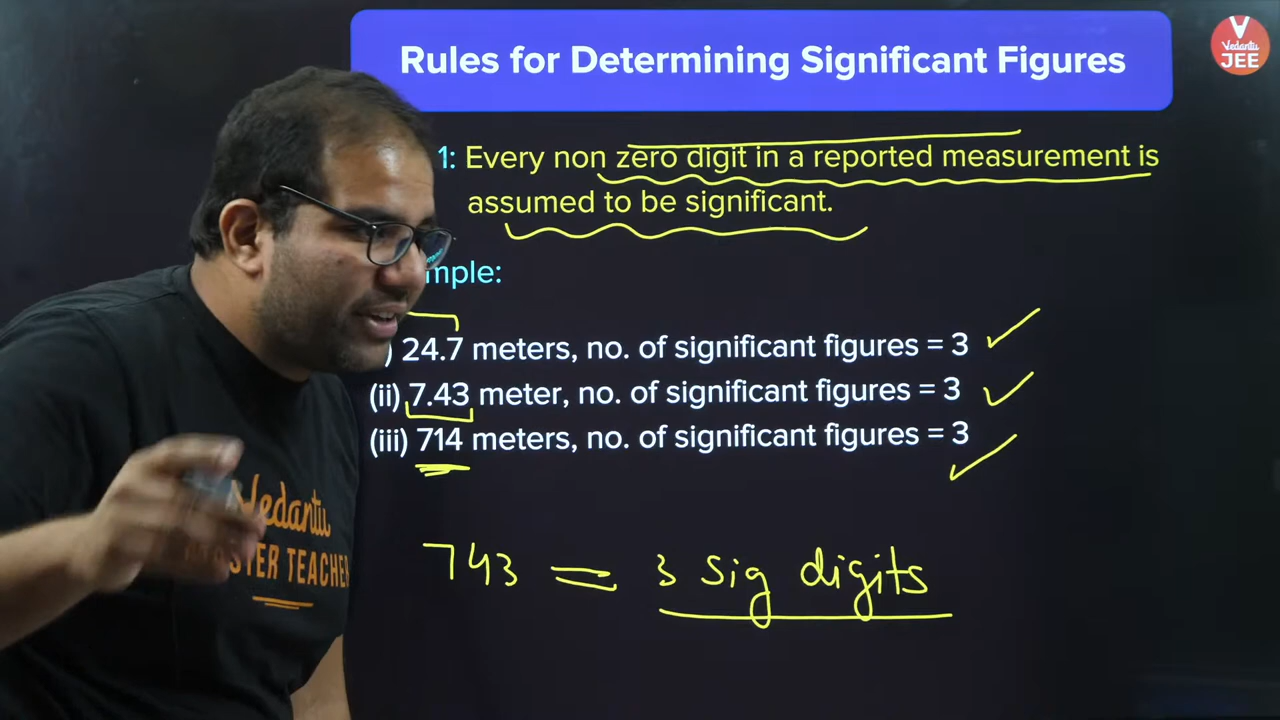 Rules for Determining Significant Figures
V
Vedantu
JEE
1: Every non zero digit in a reported measurement is
assumed to be significant.
mple:
) 24.7 meters, no. of significant figures = 3
(ii) 7.43 meter, no. of significant figures = 3
(iii) 714 meters, no. of significant figures = 3
743 = 3 sig digits
Vedantu
MASTER TEACHER